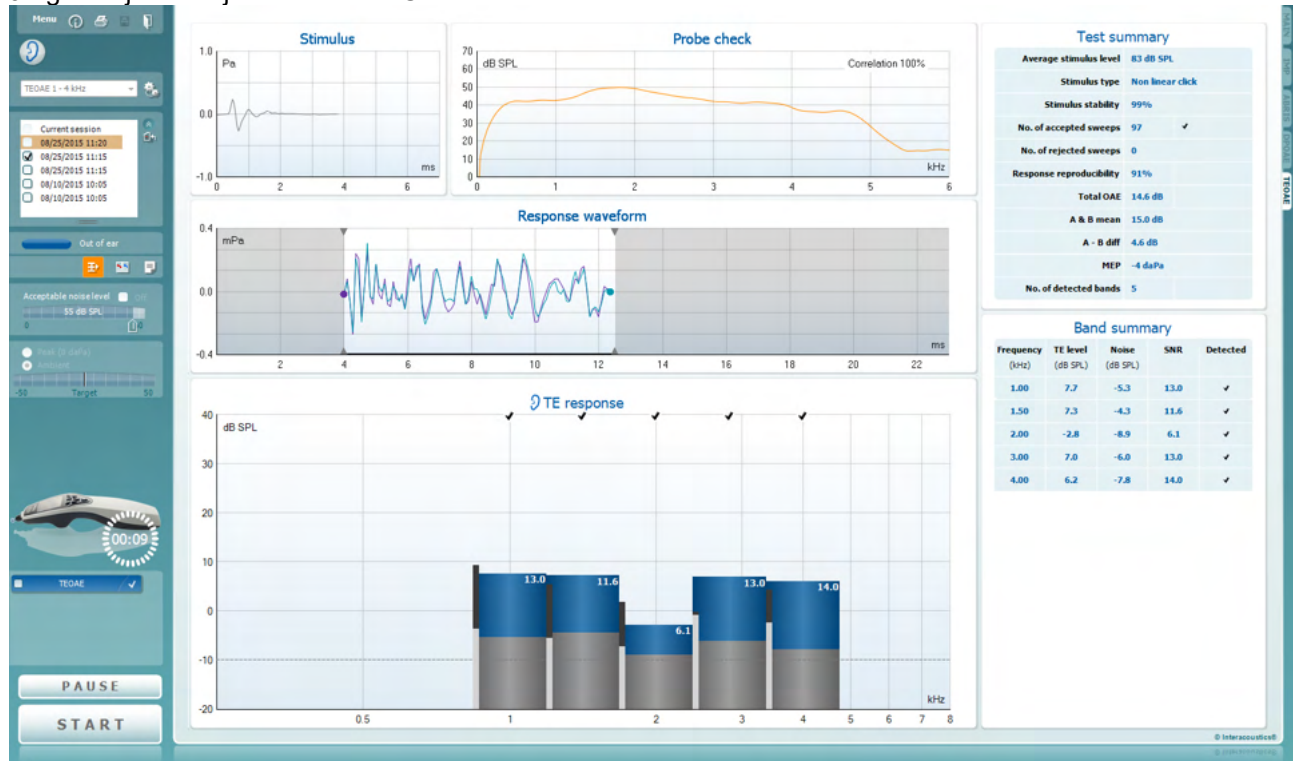 Menu
TEOAE 1 - 4 kHz
Current session
08/25/2015 11:20
08/25/2015 11:15
08/25/2015 11:15
08/10/2015 10:05
08/10/2015 10:05
Out of ear
Acceptable noise level Off
55 dB SPL
0
Peak (0 daPa)
Ambient
-50 Target 50
00:09
TEOAE
PAUSE
START
Stimulus
1.0
Pa
0.0
-1.0
ms
0 2 4 6
Probe check
70
dB SPL
Correlation 100%
60
50
40
30
20
10
0
kHz
0 1 2 3 4 5 6
Response waveform
0.4
mPa
0.0
-0.4
ms
2 4 6 8 10 12 14 16 18 20 22
TE response
40
dB SPL
30
20
10
0
-10
-20
13.0 11.6 6.1 13.0 14.0
kHz
0.5 1 2 3 4 5 6 7 8
Test summary
Average stimulus level 83 dB SPL
Stimulus type Non linear click
Stimulus stability 99%
No. of accepted sweeps 97 ✔
No. of rejected sweeps 0
Response reproducibility 91%
Total OAE 14.6 dB
A & B mean 15.0 dB
A - B diff 4.6 dB
MEP -4 daPa
No. of detected bands 5
Band summary
Frequency TE level Noise SNR Detected
(kHz) (dB SPL) (dB SPL)
1.00 7.7 -5.3 13.0 ✔
1.50 7.3 -4.3 11.6 ✔
2.00 -2.8 -8.9 6.1 ✔
3.00 7.0 -6.0 13.0 ✔
4.00 6.2 -7.8 14.0 ✔
MAIN
IMP
ABRIS
DPOAE
TEOAE
© Interacoustics®